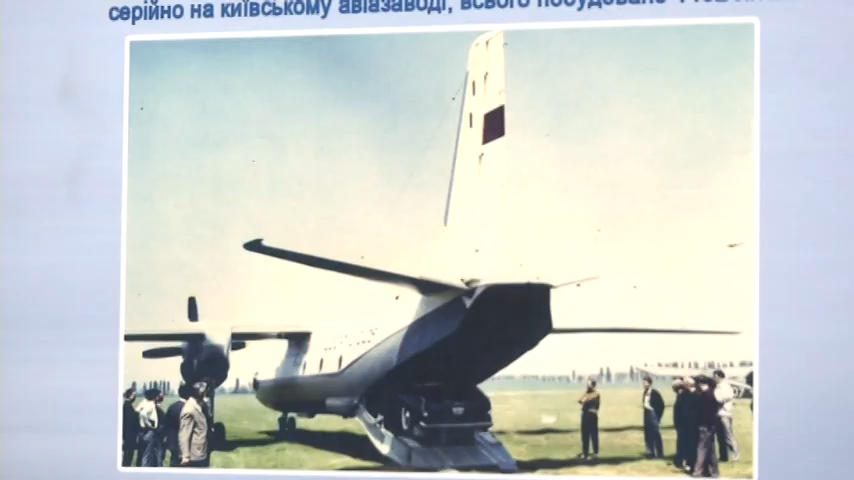 серійно на київському авіазаводі, всього побудовано